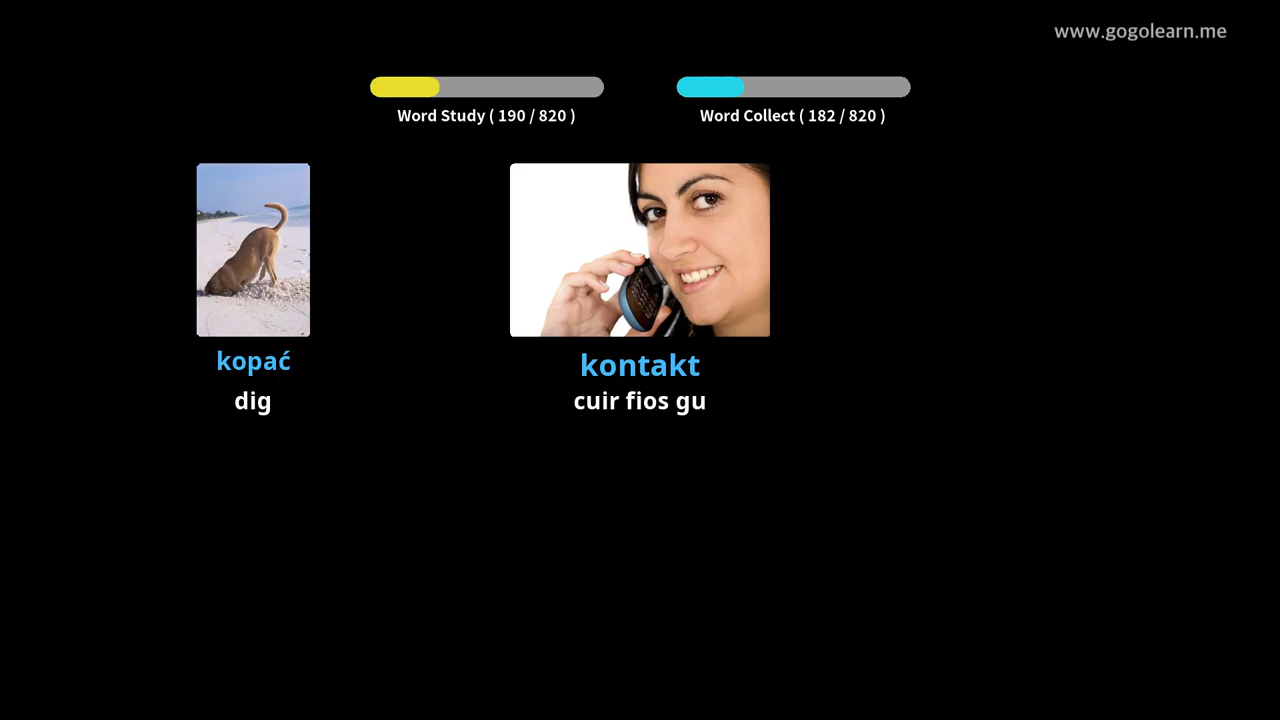 www.gogolearn.me
Word Study ( 190 / 820 )
Word Collect ( 182 / 820 )
kopać
dig
kontakt
cuir fios gu